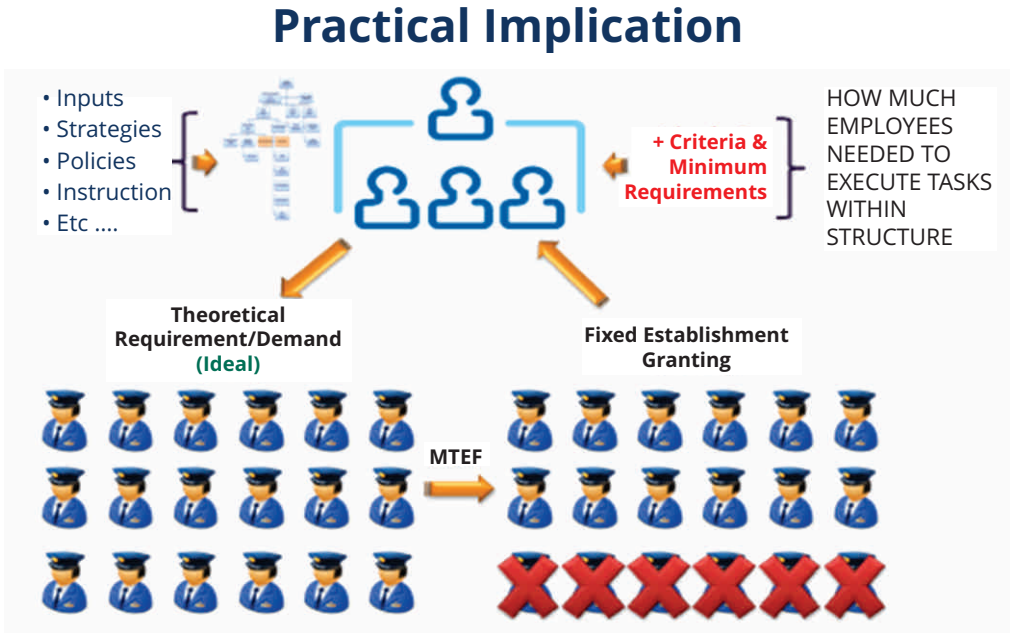 Practical Implication
• Inputs
• Strategies
• Policies
• Instruction
• Etc ....
+ Criteria &
Minimum
Requirements
HOW MUCH
EMPLOYEES
NEEDED TO
EXECUTE TASKS
WITHIN
STRUCTURE
Theoretical
Requirement/Demand
(Ideal)
Fixed Establishment
Granting
MTEF